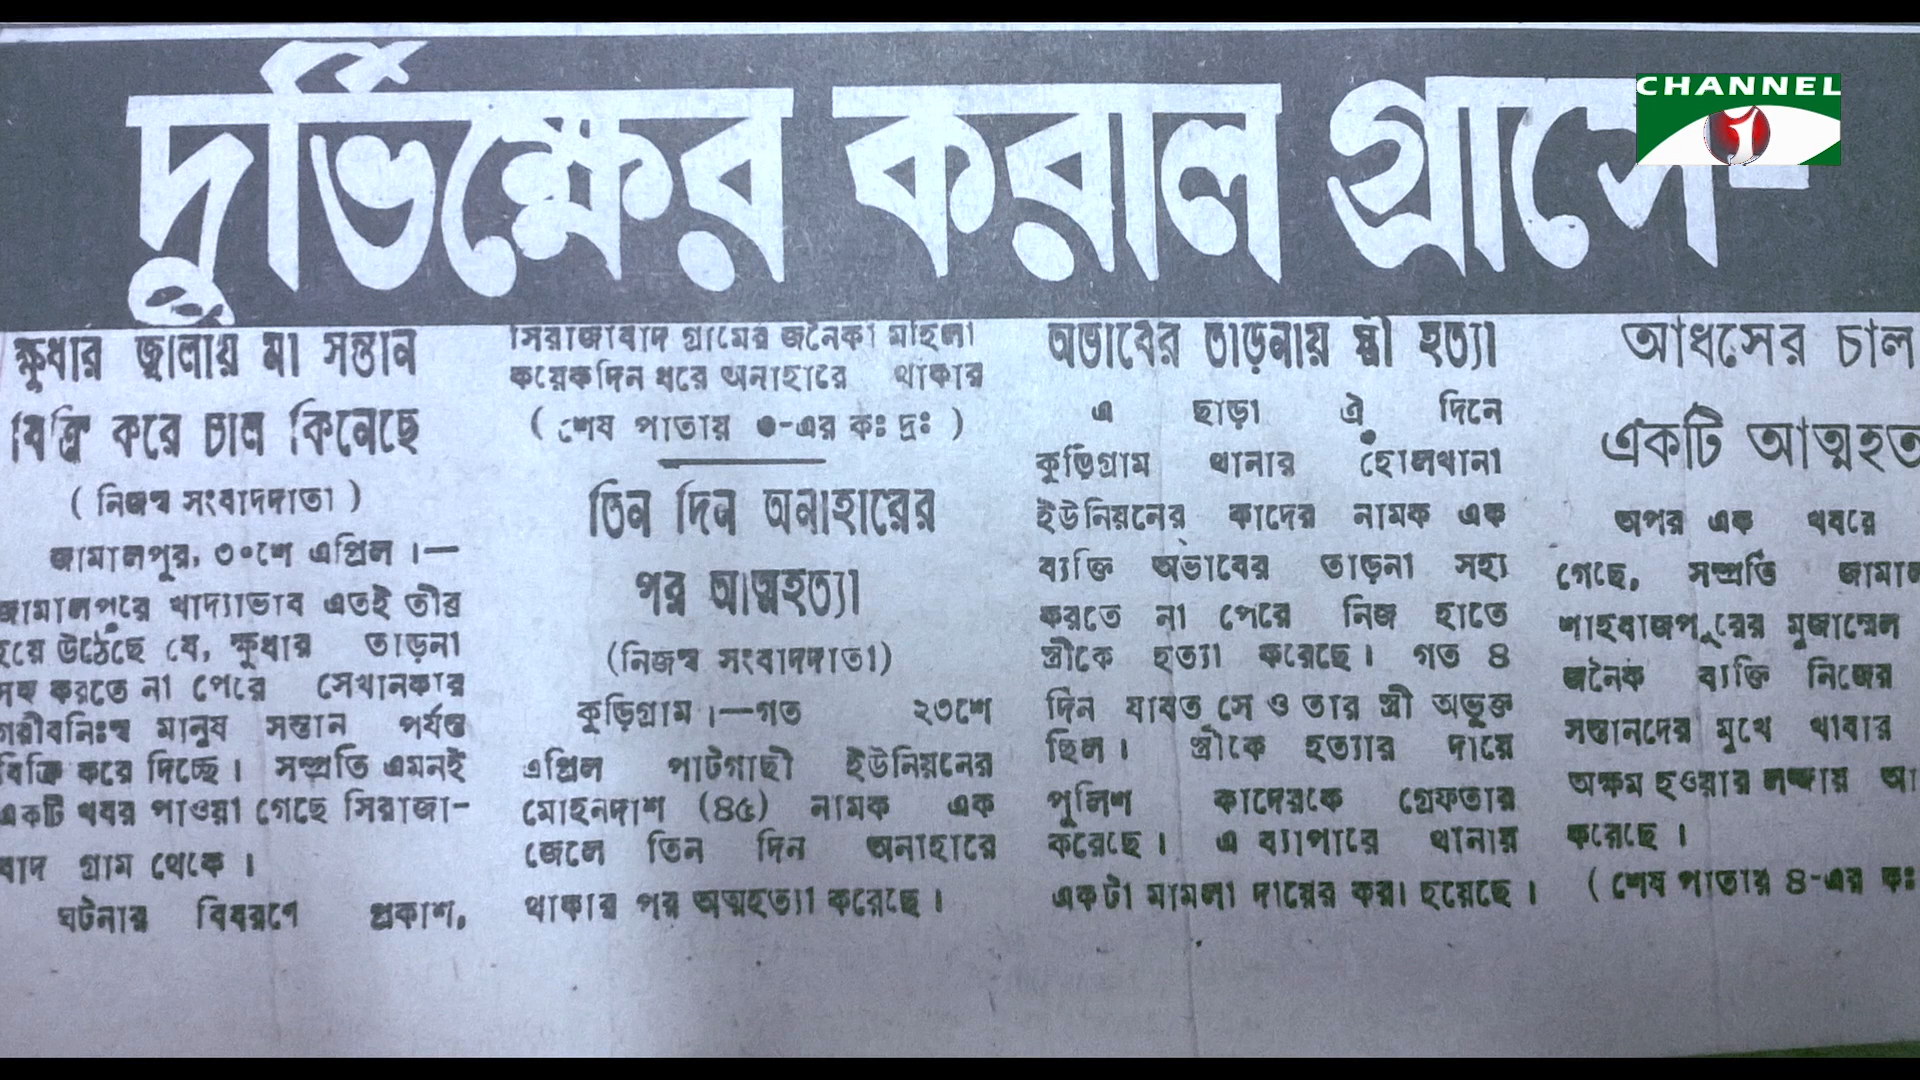 দুর্ভিক্ষের করাল গ্রাসে-
CHANNEL
ক্ষুধার জ্বালায় মা সন্তান
বিক্রি করে চাল কিনেছে
( নিজস্ব সংবাদদাতা )
জামালপুর, ৩০শে এপ্রিল ।—
জামালপুরে খাদ্যাভাব এতই তীব্র
হয়ে উঠেছে যে, ক্ষুধার তাড়না
সহ্য করতে না পেরে সেখানকার
গরীবনিঃস্ব মানুষ সন্তান পর্যন্ত
বিক্রি করে দিচ্ছে । সম্প্রতি এমনই
একটি খবর পাওয়া গেছে সিরাজা-
বাদ গ্রাম থেকে ।
ঘটনার বিবরণে প্রকাশ,
সিরাজাবাদ গ্রামের জনৈকা মহিলা
কয়েকদিন ধরে অনাহারে থাকার
( শেষ পাতায় ৩-এর কঃ দ্রঃ )
তিন দিন অনাহারের
পর আত্মহত্যা
(নিজস্ব সংবাদদাতা)
কুড়িগ্রাম ।—গত ২৩শে
এপ্রিল পাটগাছী ইউনিয়নের
মোহনদাশ (৪৫) নামক এক
জেলে তিন দিন অনাহারে
থাকার পর আত্মহত্যা করেছে ।
অভাবের তাড়নায় স্ত্রী হত্যা
এ ছাড়া ঐ দিনে
কুড়িগ্রাম থানার হোলখানা
ইউনিয়নের কাদের নামক এক
ব্যক্তি অভাবের তাড়না সহ্য
করতে না পেরে নিজ হাতে
স্ত্রীকে হত্যা করেছে । গত ৪
দিন যাবত সে ও তার স্ত্রী অভুক্ত
ছিল । স্ত্রীকে হত্যার দায়ে
পুলিশ কাদেরকে গ্রেফতার
করেছে । এ ব্যাপারে থানার
একটা মামলা দায়ের করা হয়েছে ।
আধসের চাল
একটি আত্মহত
অপর এক খবরে
গেছে, সম্প্রতি জামাল
শাহবাজপুরের মুজাম্মেল
জনৈক ব্যক্তি নিজের
সন্তানদের মুখে খাবার
অক্ষম হওয়ার লজ্জায় আ
করেছে ।
( শেষ পাতায় ৪-এর কঃ